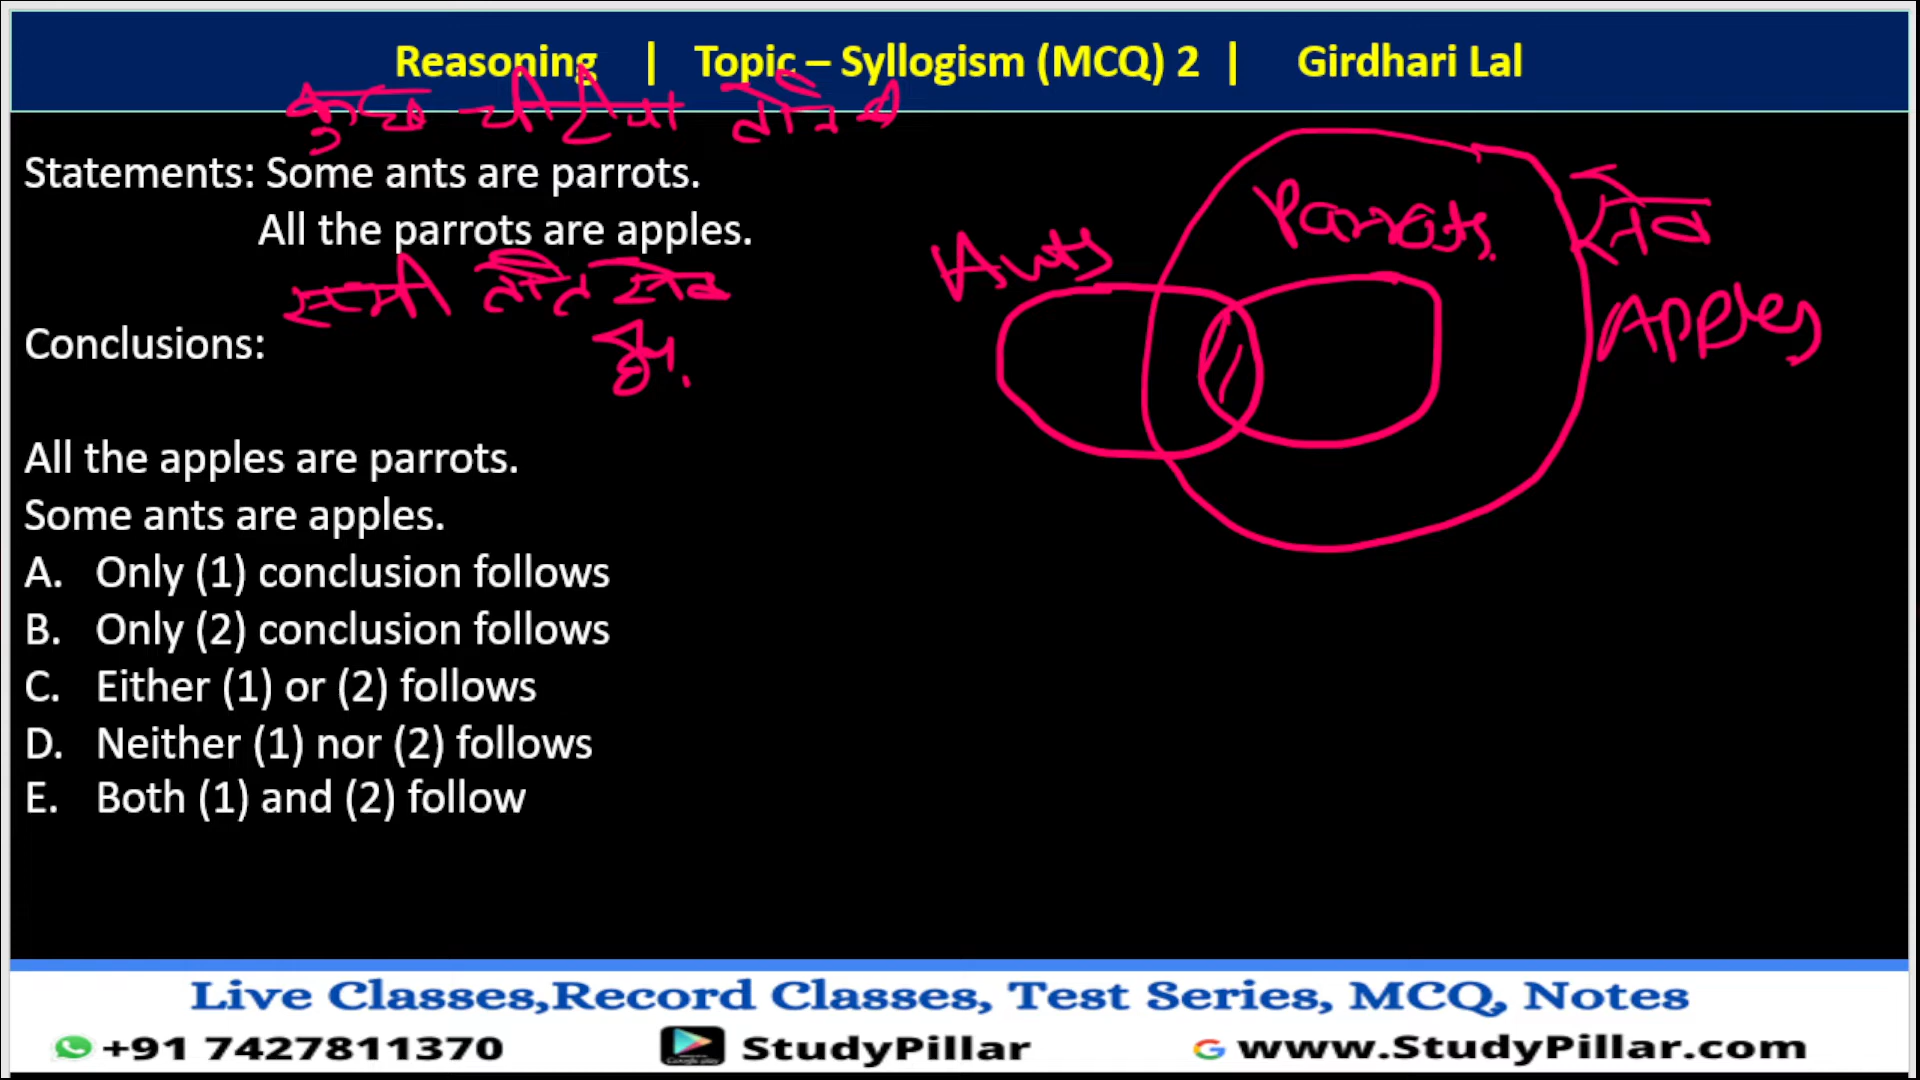 Reasoning | Topic – Syllogism (MCQ) 2 | Girdhari Lal
Statements: Some ants are parrots.
All the parrots are apples.
Conclusions:
All the apples are parrots.
Some ants are apples.
A. Only (1) conclusion follows
B. Only (2) conclusion follows
C. Either (1) or (2) follows
D. Neither (1) nor (2) follows
E. Both (1) and (2) follow
Ants
Parrots.
सेव
Apples
Live Classes,Record Classes, Test Series, MCQ, Notes
+91 7427811370 StudyPillar www.StudyPillar.com